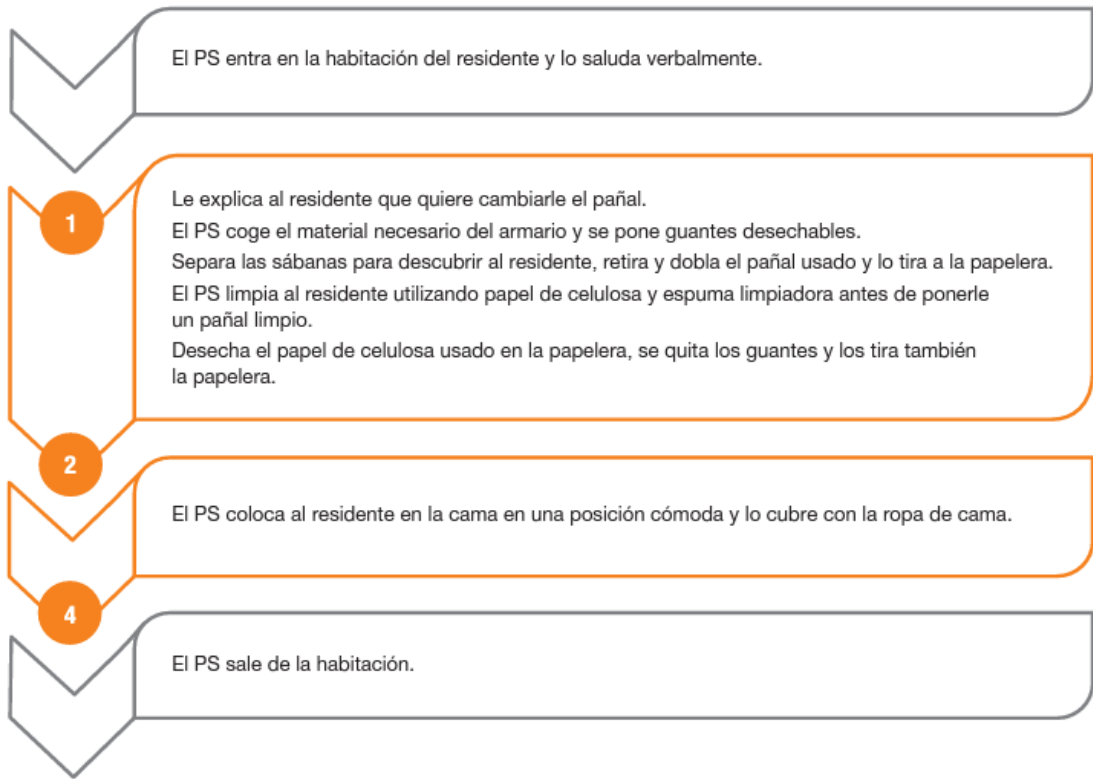 El PS entra en la habitación del residente y lo saluda verbalmente.
1
Le explica al residente que quiere cambiarle el pañal.
El PS coge el material necesario del armario y se pone guantes desechables.
Separa las sábanas para descubrir al residente, retira y dobla el pañal usado y lo tira a la papelera.
El PS limpia al residente utilizando papel de celulosa y espuma limpiadora antes de ponerle
un pañal limpio.
Desecha el papel de celulosa usado en la papelera, se quita los guantes y los tira también
la papelera.
2
El PS coloca al residente en la cama en una posición cómoda y lo cubre con la ropa de cama.
4
El PS sale de la habitación.